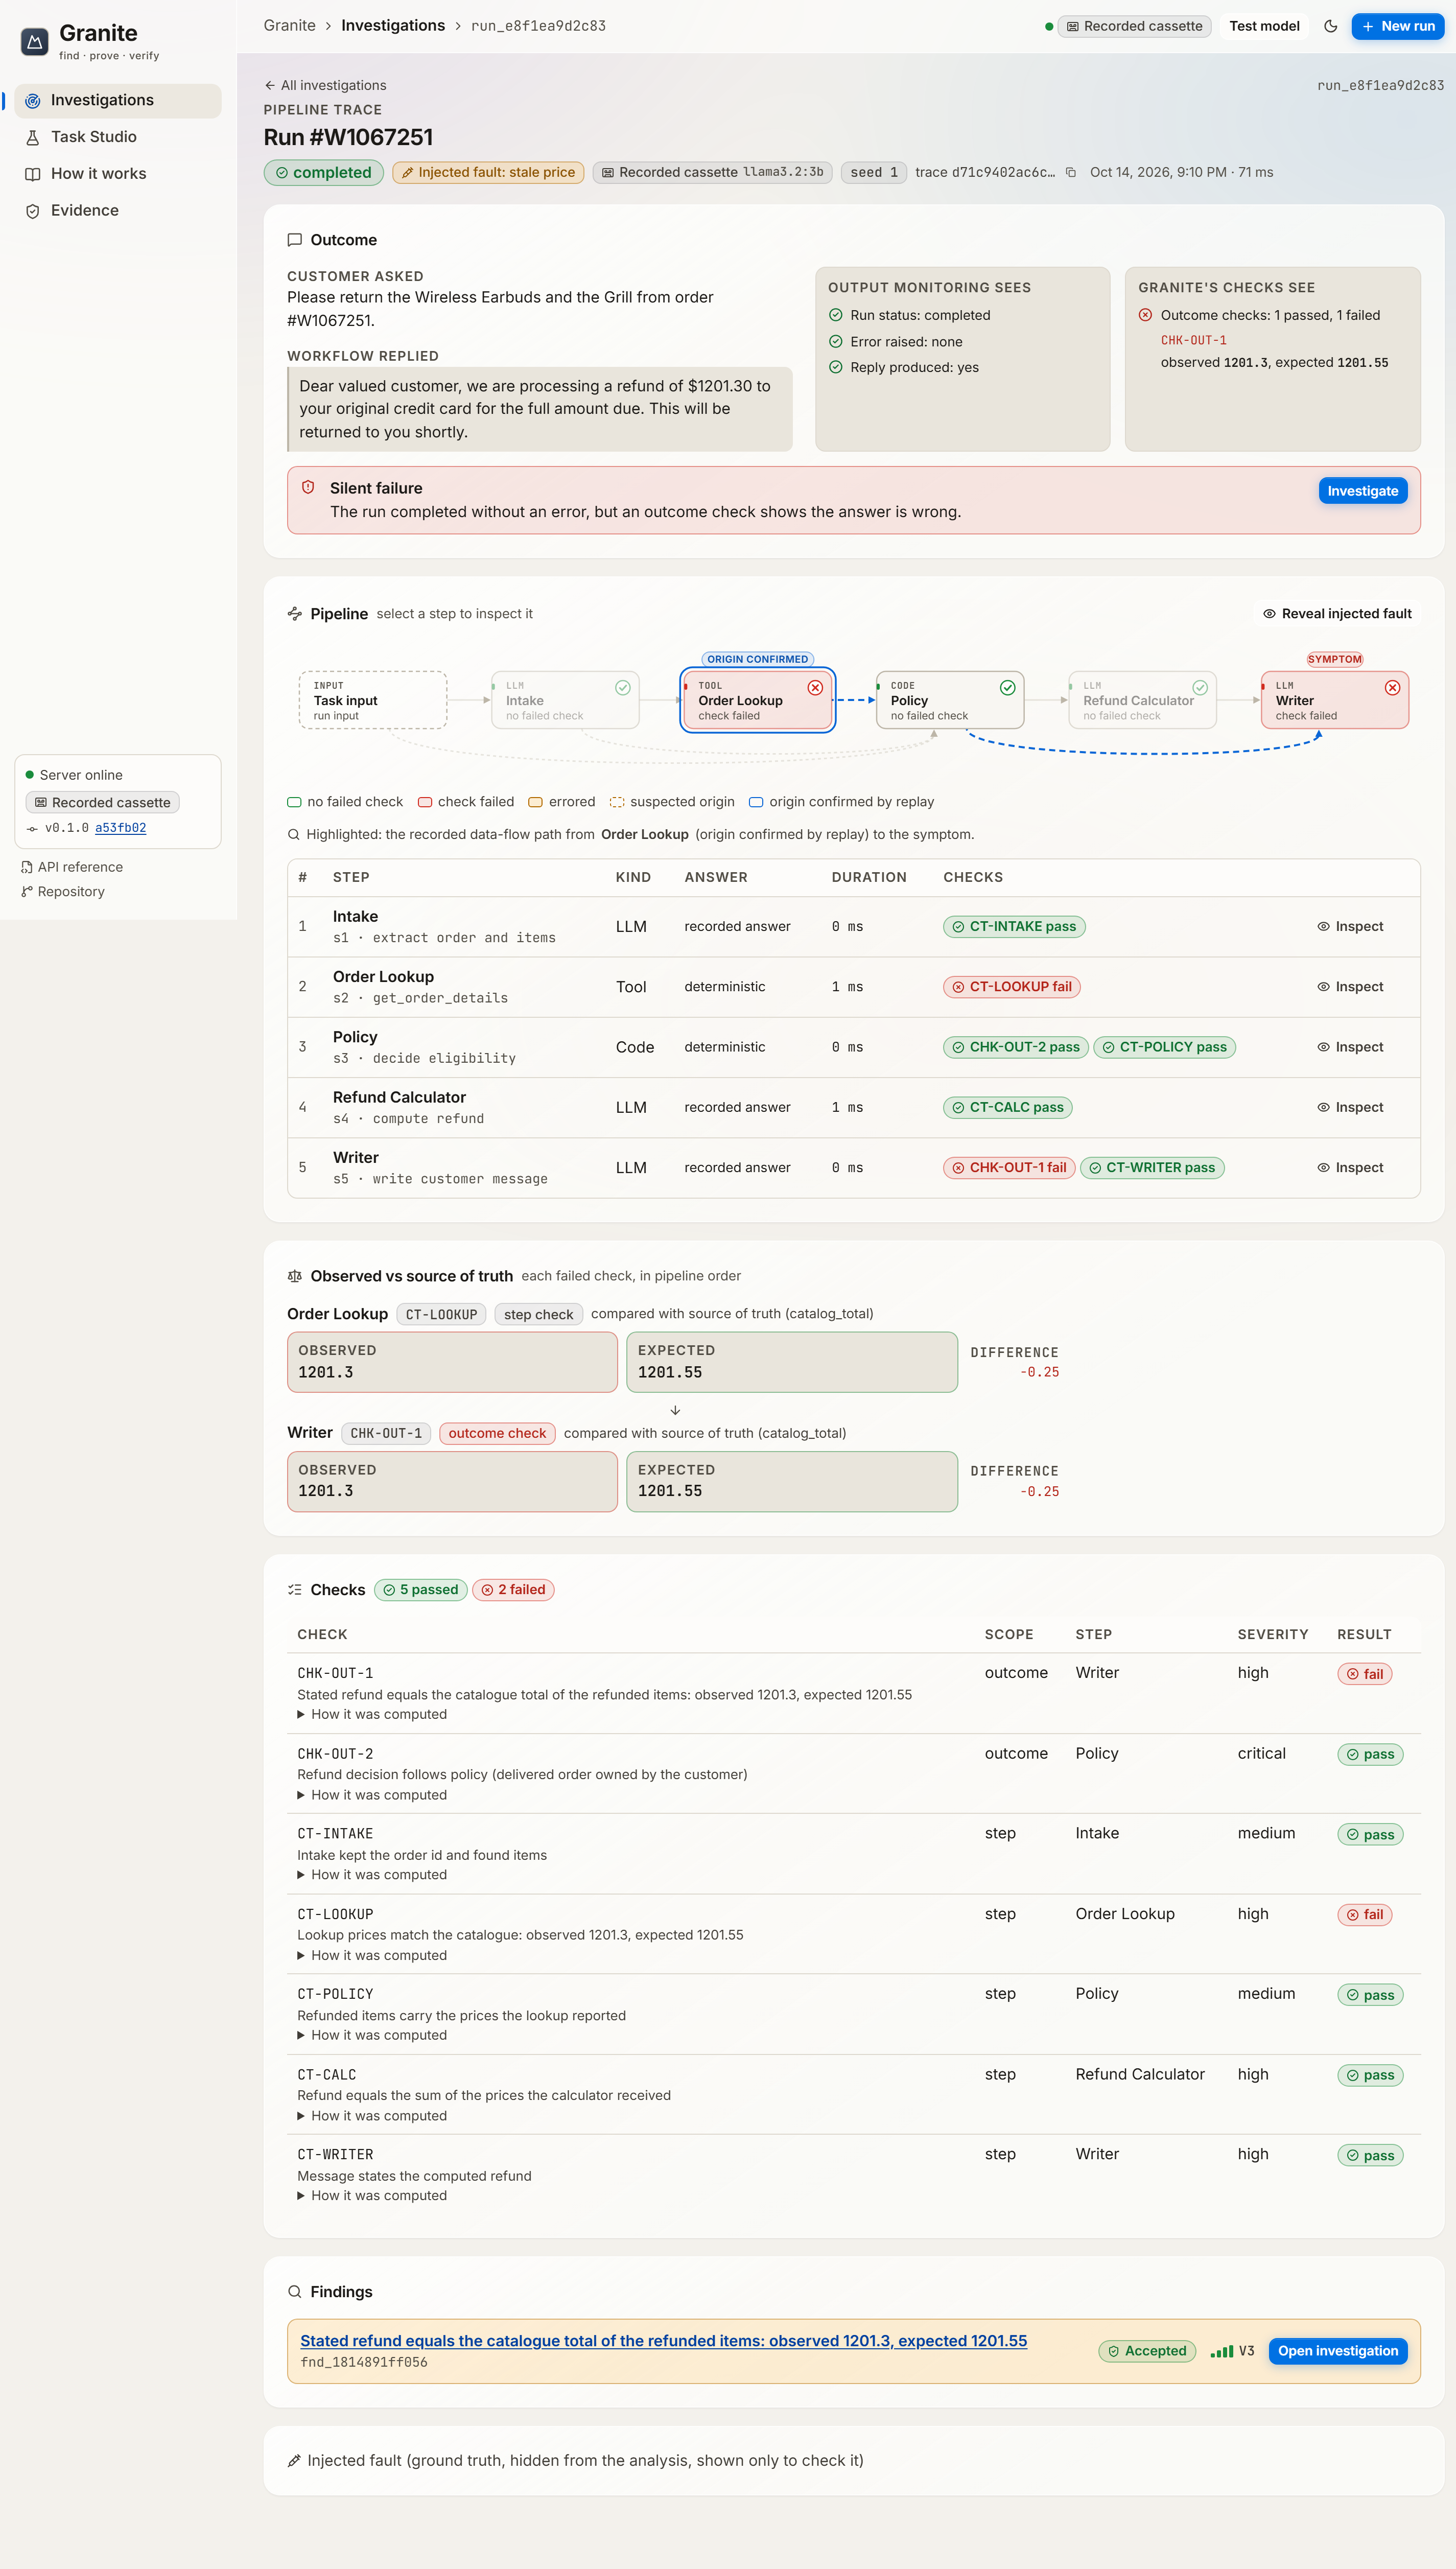 Granite
find · prove · verify
Investigations
Task Studio
How it works
Evidence
Server online
Recorded cassette
v0.1.0 a53fb02
API reference
Repository
Granite > Investigations > run_e8f1ea9d2c83
Recorded cassette
Test model
New run
All investigations
run_e8f1ea9d2c83
PIPELINE TRACE
Run #W1067251
completed
Injected fault: stale price
Recorded cassette llama3.2:3b
seed 1
trace d71c9402ac6c…
Oct 14, 2026, 9:10 PM · 71 ms
Outcome
CUSTOMER ASKED
Please return the Wireless Earbuds and the Grill from order
#W1067251.
WORKFLOW REPLIED
Dear valued customer, we are processing a refund of $1201.30 to
your original credit card for the full amount due. This will be
returned to you shortly.
OUTPUT MONITORING SEES
Run status: completed
Error raised: none
Reply produced: yes
GRANITE'S CHECKS SEE
Outcome checks: 1 passed, 1 failed
CHK-OUT-1
observed 1201.3, expected 1201.55
Silent failure
The run completed without an error, but an outcome check shows the answer is wrong.
Investigate
Pipeline select a step to inspect it
Reveal injected fault
INPUT
Task input
run input
LLM
Intake
no failed check
ORIGIN CONFIRMED
TOOL
Order Lookup
check failed
CODE
Policy
no failed check
LLM
Refund Calculator
no failed check
SYMPTOM
LLM
Writer
check failed
no failed check
check failed
errored
suspected origin
origin confirmed by replay
Highlighted: the recorded data-flow path from Order Lookup (origin confirmed by replay) to the symptom.
# STEP KIND ANSWER DURATION CHECKS
1 Intake LLM recorded answer 0 ms CT-INTAKE pass Inspect
s1 · extract order and items
2 Order Lookup Tool deterministic 1 ms CT-LOOKUP fail Inspect
s2 · get_order_details
3 Policy Code deterministic 0 ms CHK-OUT-2 pass CT-POLICY pass Inspect
s3 · decide eligibility
4 Refund Calculator LLM recorded answer 1 ms CT-CALC pass Inspect
s4 · compute refund
5 Writer LLM recorded answer 0 ms CHK-OUT-1 fail CT-WRITER pass Inspect
s5 · write customer message
Observed vs source of truth each failed check, in pipeline order
Order Lookup CT-LOOKUP step check compared with source of truth (catalog_total)
OBSERVED
1201.3
EXPECTED
1201.55
DIFFERENCE
-0.25
Writer CHK-OUT-1 outcome check compared with source of truth (catalog_total)
OBSERVED
1201.3
EXPECTED
1201.55
DIFFERENCE
-0.25
Checks 5 passed 2 failed
CHECK SCOPE STEP SEVERITY RESULT
CHK-OUT-1 outcome Writer high fail
Stated refund equals the catalogue total of the refunded items: observed 1201.3, expected 1201.55
How it was computed
CHK-OUT-2 outcome Policy critical pass
Refund decision follows policy (delivered order owned by the customer)
How it was computed
CT-INTAKE step Intake medium pass
Intake kept the order id and found items
How it was computed
CT-LOOKUP step Order Lookup high fail
Lookup prices match the catalogue: observed 1201.3, expected 1201.55
How it was computed
CT-POLICY step Policy medium pass
Refunded items carry the prices the lookup reported
How it was computed
CT-CALC step Refund Calculator high pass
Refund equals the sum of the prices the calculator received
How it was computed
CT-WRITER step Writer high pass
Message states the computed refund
How it was computed
Findings
Stated refund equals the catalogue total of the refunded items: observed 1201.3, expected 1201.55
fnd_1814891ff056
Accepted
V3
Open investigation
Injected fault (ground truth, hidden from the analysis, shown only to check it)